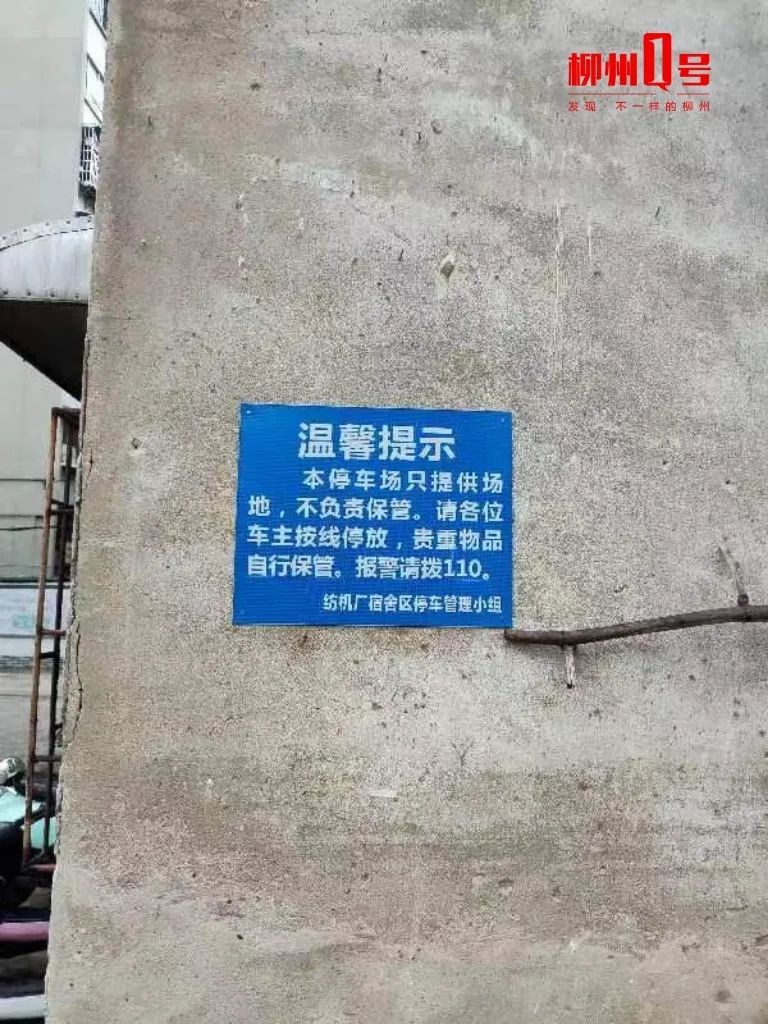 柳州Q号
发现·不一样的柳州
温馨提示
本停车场只提供场
地，不负责保管。请各位
车主按线停放，贵重物品
自行保管。报警请拨110。
纺机厂宿舍区停车管理小组